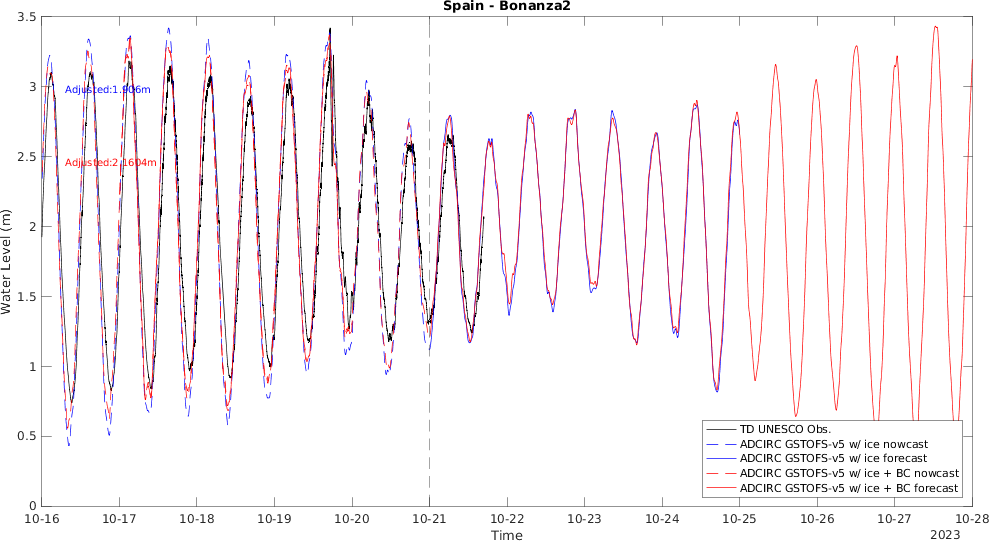 Spain - Bonanza2
3.5
3
2.5
2
1.5
1
0.5
0
Water Level (m)
Adjusted:1.906m
Adjusted:2.1604m
TD UNESCO Obs.
ADCIRC GSTOFS-v5 w/ ice nowcast
ADCIRC GSTOFS-v5 w/ ice forecast
ADCIRC GSTOFS-v5 w/ ice + BC nowcast
ADCIRC GSTOFS-v5 w/ ice + BC forecast
10-16 10-17 10-18 10-19 10-20 10-21 10-22 10-23 10-24 10-25 10-26 10-27 10-28
Time
2023